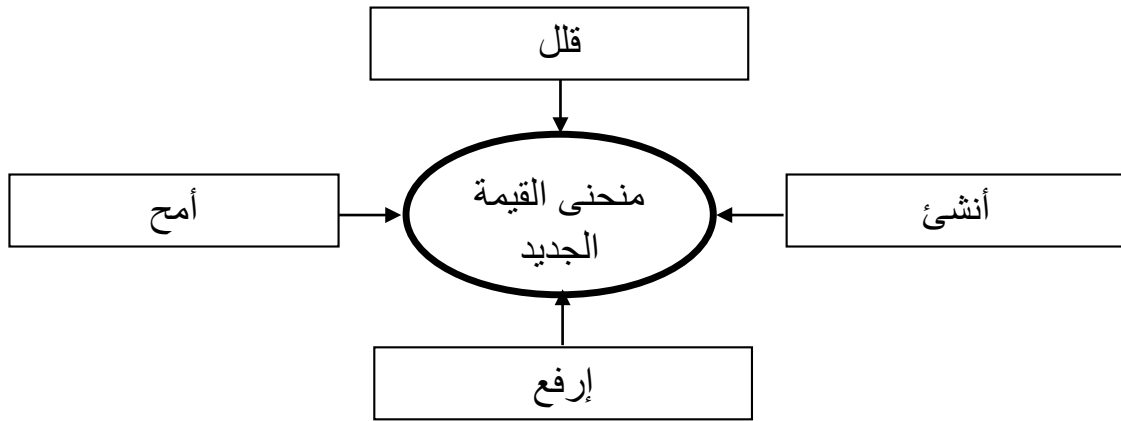 قلل
أنشئ
منحنى القيمة
الجديد
أمح
إرفع